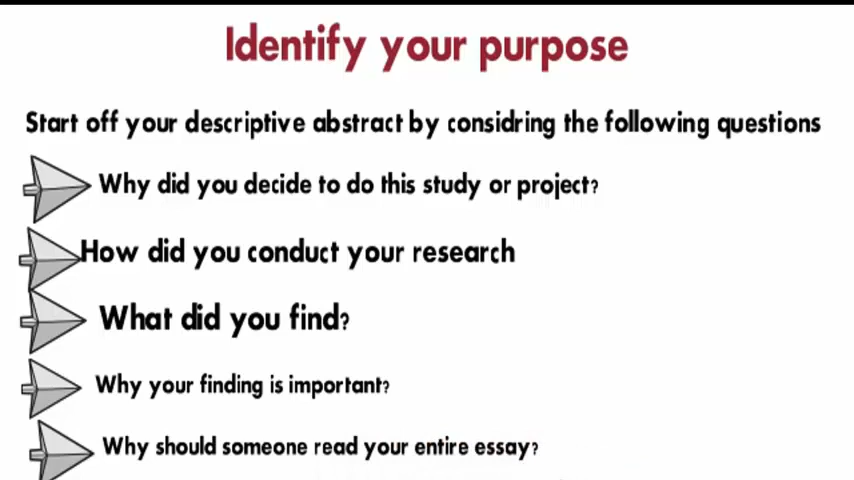 Identify your purpose
Start off your descriptive abstract by considring the following questions
Why did you decide to do this study or project?
How did you conduct your research
What did you find?
Why your finding is important?
Why should someone read your entire essay?